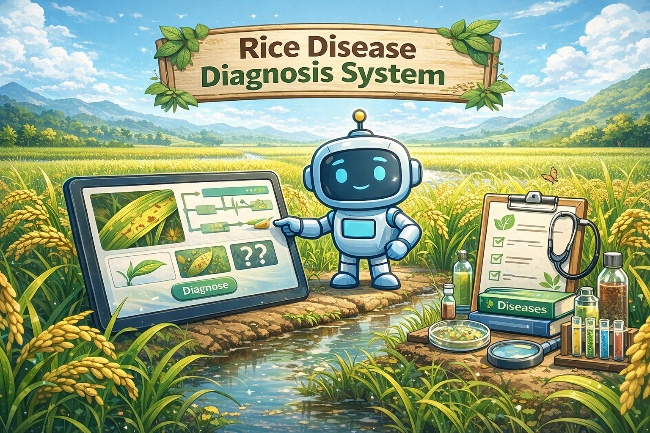 Rice Disease
Diagnosis System
??
Diagnose
Diseases